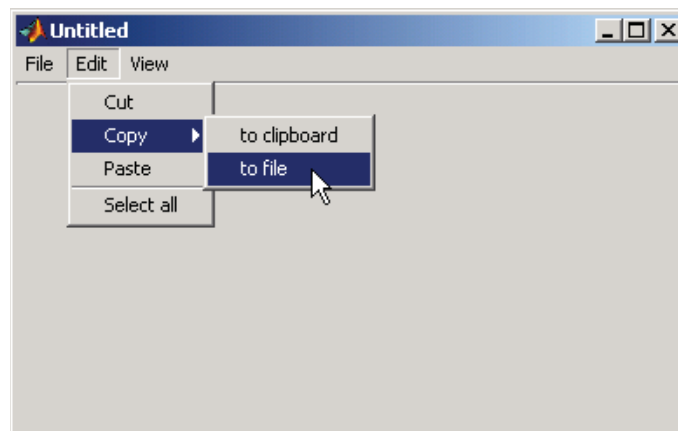 Untitled
File Edit View
Cut
Copy to clipboard
Paste to file
Select all